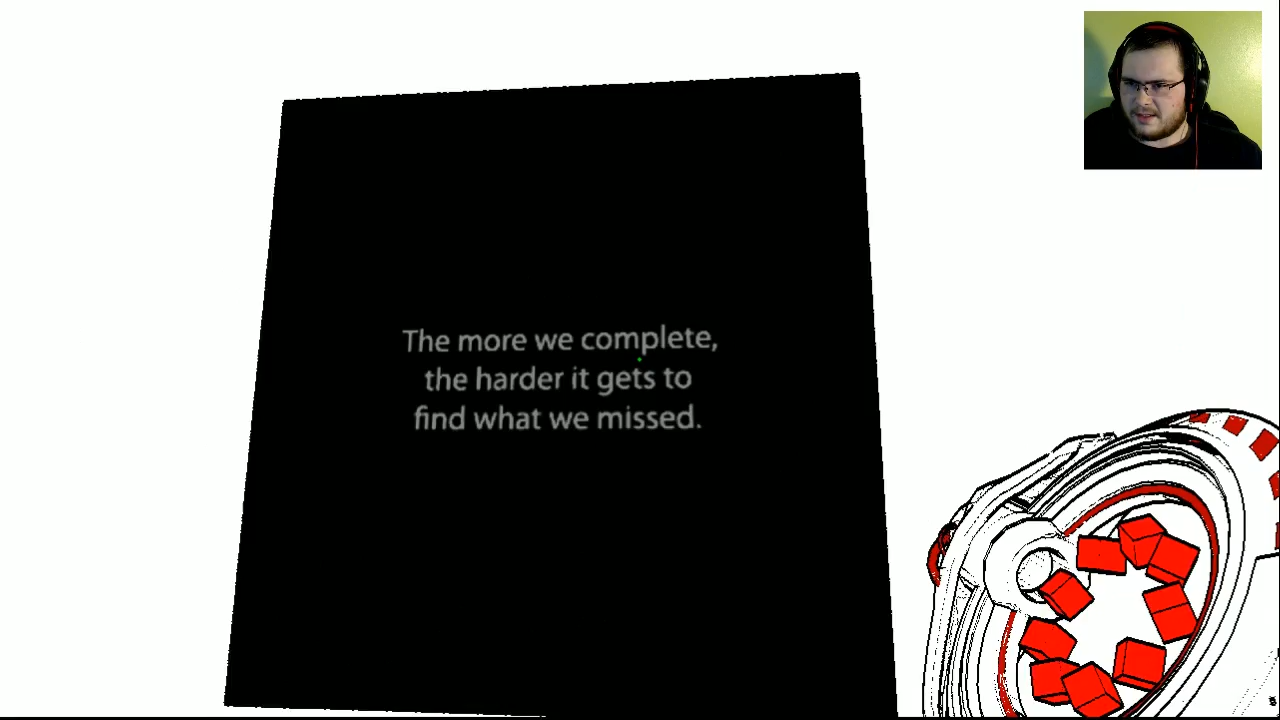 The more we complete,
the harder it gets to
find what we missed.